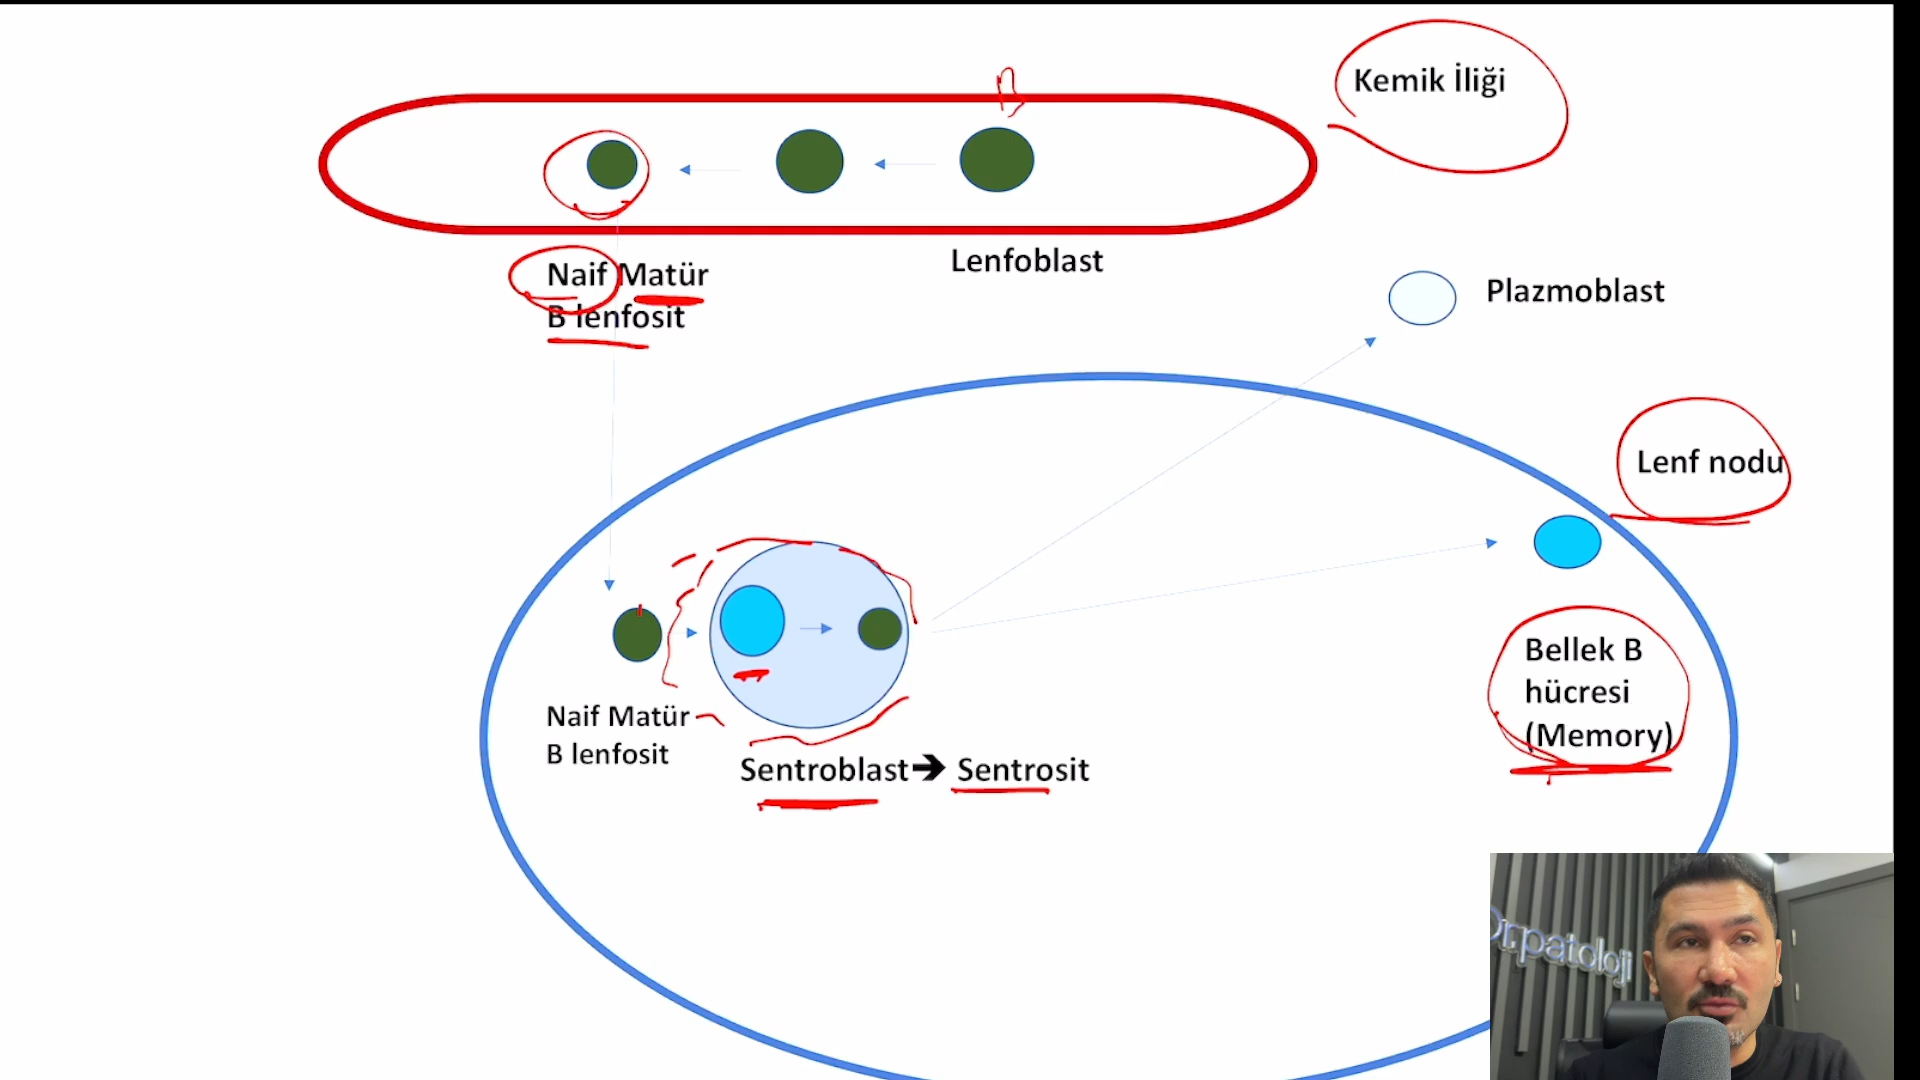 Kemik İliği
B
Lenfoblast
Naif Matür
B lenfosit
Plazmoblast
Lenf nodu
Naif Matür
B lenfosit
Sentroblast➔ Sentrosit
Bellek B
hücresi
(Memory)
Drpatoloji